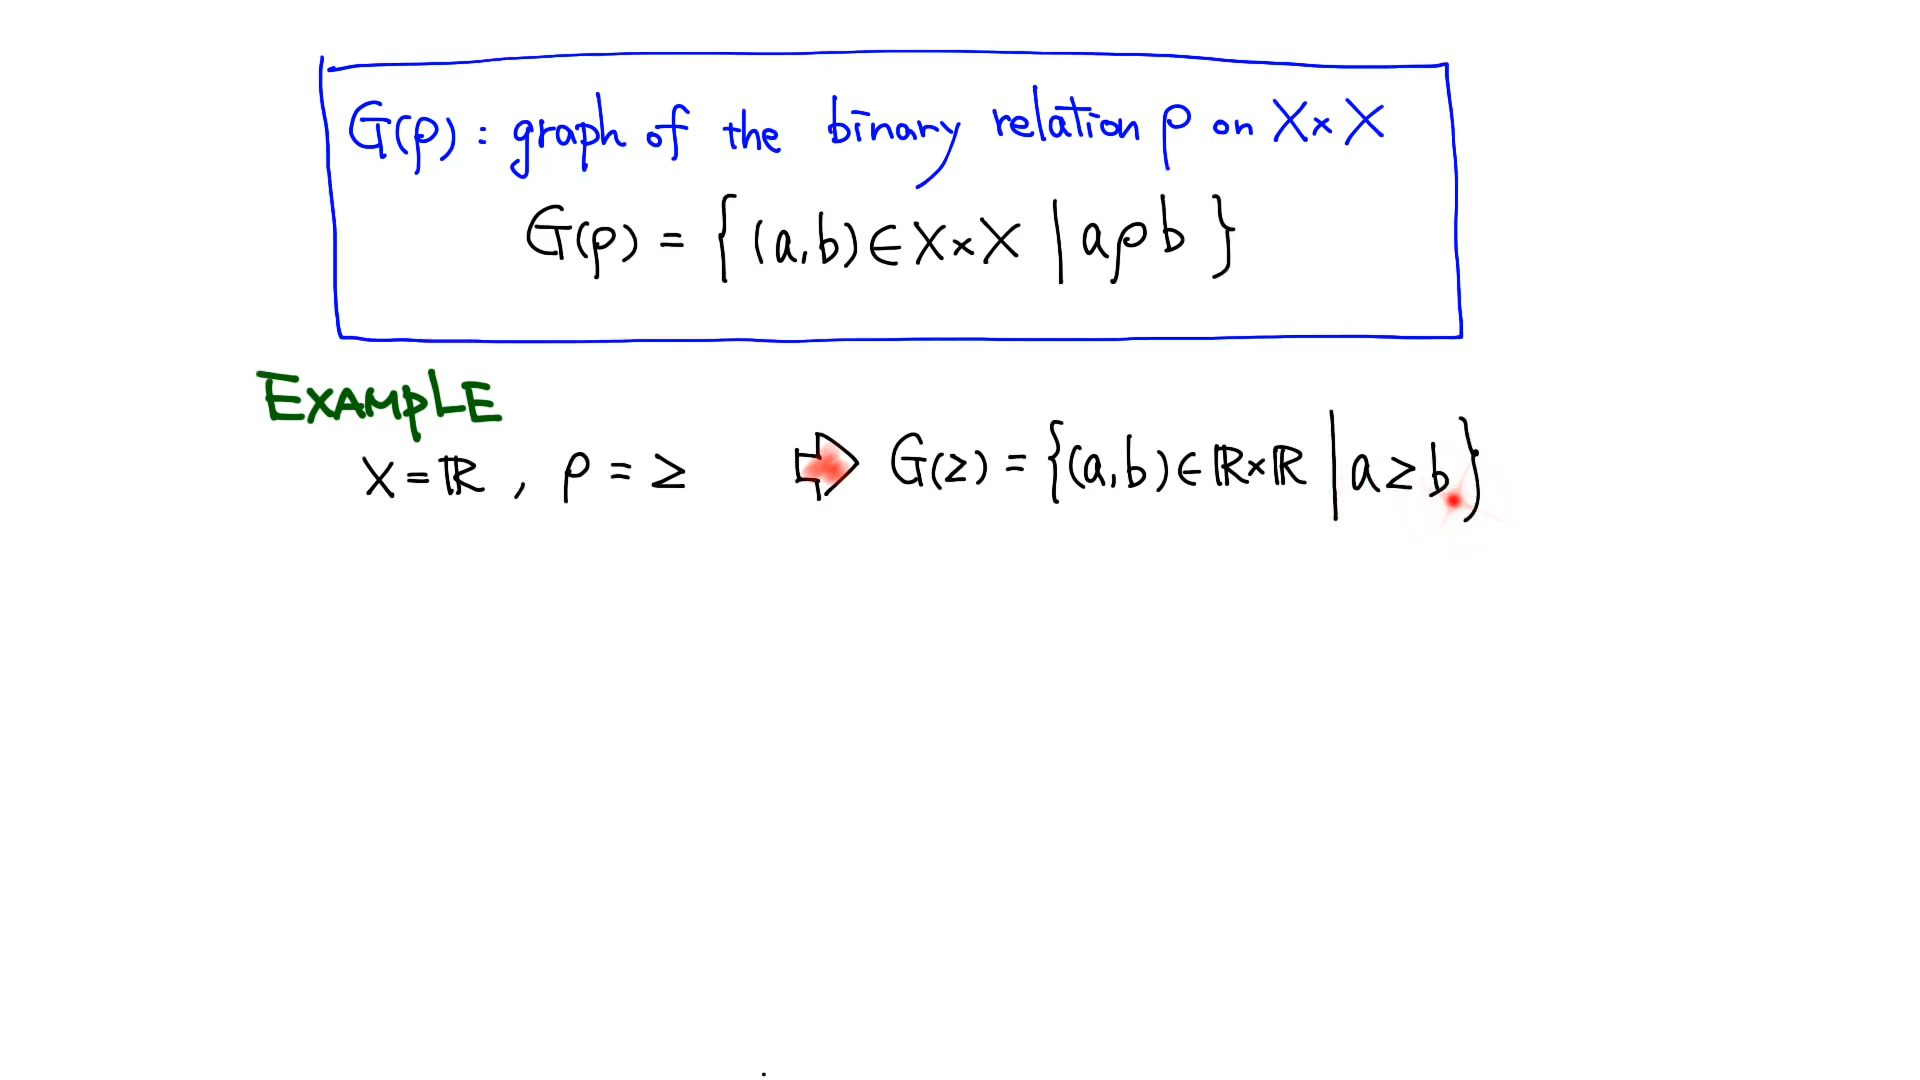 G(ρ) : graph of the binary relation ρ on X×X
G(ρ) = { (a,b) ∈ X×X | aρb }
EXAMPLE
X = ℝ , ρ = ≥ ⇨ G(≥) = {(a,b) ∈ ℝ×ℝ | a ≥ b}